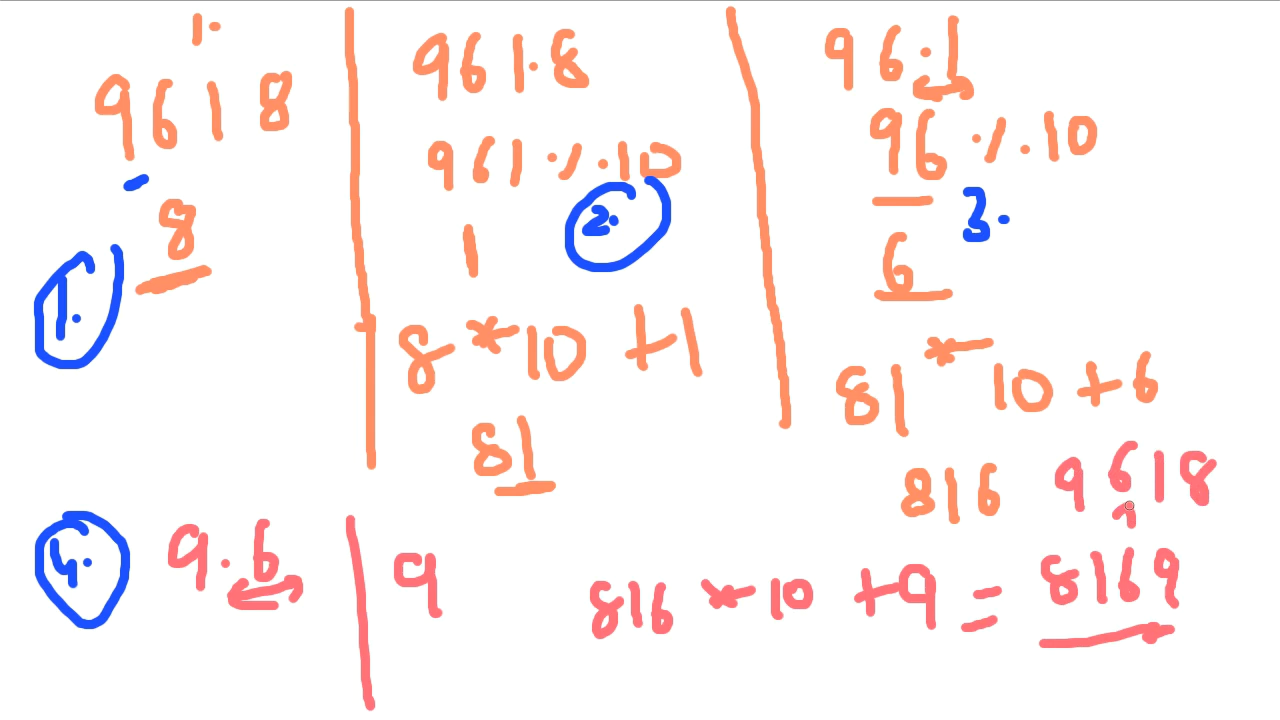 1.
9618
8
1.
961.8
961 % 10
2.
1
8 * 10 + 1
81
96.1
96 % 10
3.
6
81 * 10 + 6
816 9618
4. 9.6 9
816 * 10 + 9 = 8169